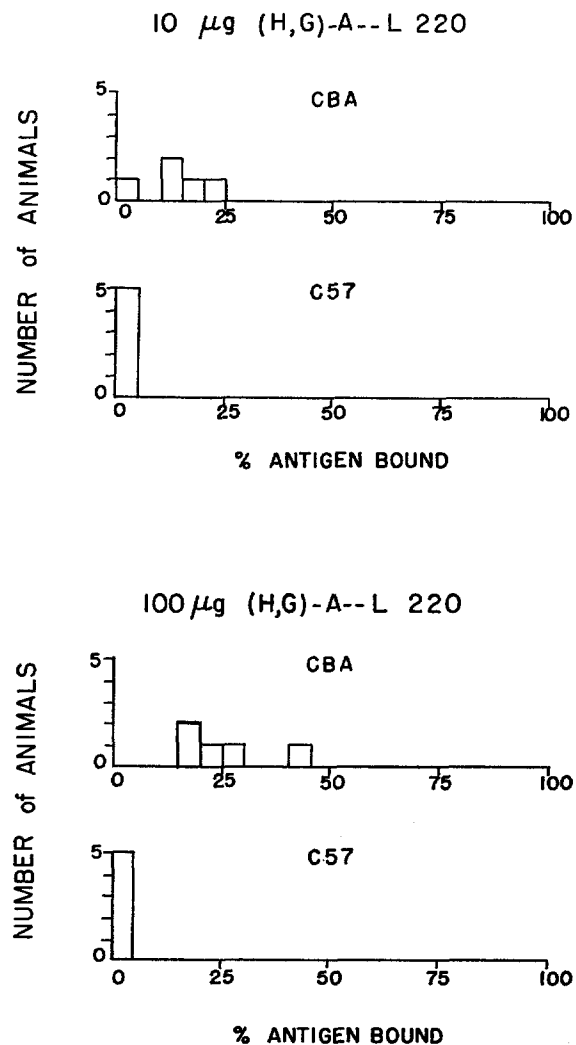 10 µg (H,G)-A--L 220
CBA
5
0
0 25 50 75 100
C57
5
0
0 25 50 75 100
NUMBER of ANIMALS
% ANTIGEN BOUND
100 µg (H,G)-A--L 220
CBA
5
0
0 25 50 75 100
C57
5
0
0 25 50 75 100
NUMBER of ANIMALS
% ANTIGEN BOUND